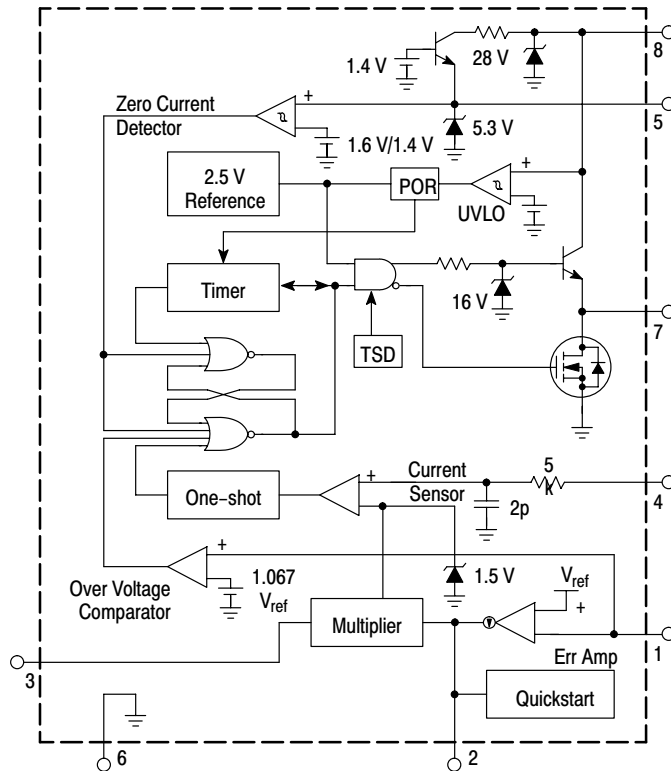 8
1.4 V
28 V
Zero Current
Detector
+
5
5.3 V
1.6 V/1.4 V
2.5 V
Reference
POR
+
UVLO
Timer
16 V
7
TSD
+
Current
Sensor
5
k
4
One-shot
2p
+
1.067
V_ref
1.5 V
Over Voltage
Comparator
V_ref
+
Multiplier
1
Err Amp
3
Quickstart
6
2